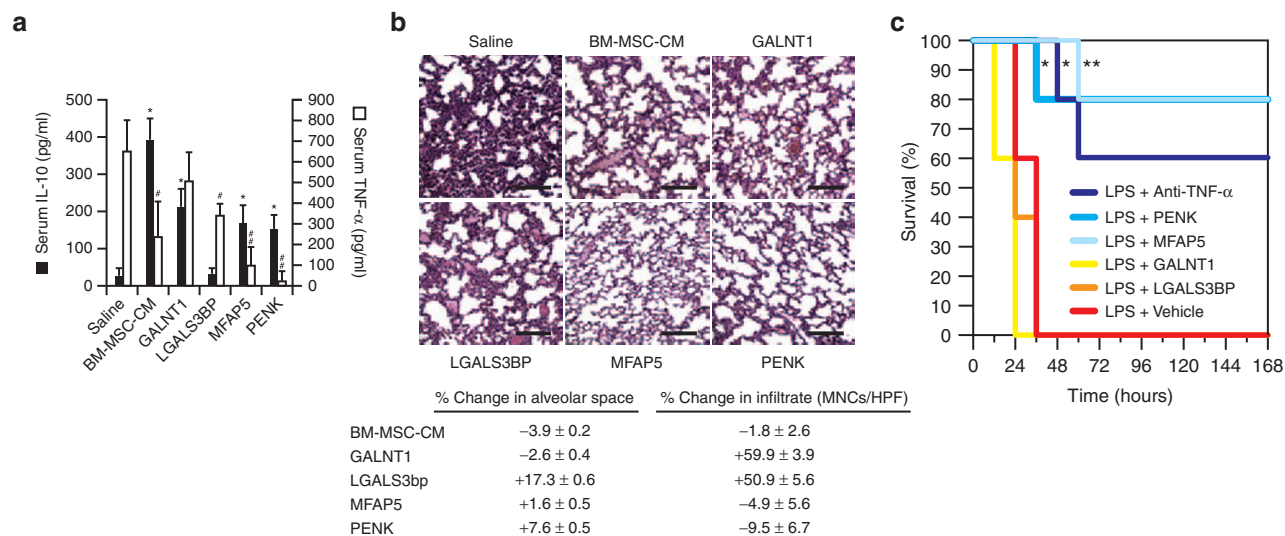 a
b
c
Serum IL-10 (pg/ml)
500
400
300
200
100
0
*
#
*
#
*
##
*
##
900
800
700
600
500
400
300
200
100
0
Serum TNF-α (pg/ml)
Saline
BM-MSC-CM
GALNT1
LGALS3BP
MFAP5
PENK
Saline BM-MSC-CM GALNT1
LGALS3BP MFAP5 PENK
% Change in alveolar space % Change in infiltrate (MNCs/HPF)
BM-MSC-CM −3.9 ± 0.2 −1.8 ± 2.6
GALNT1 −2.6 ± 0.4 +59.9 ± 3.9
LGALS3bp +17.3 ± 0.6 +50.9 ± 5.6
MFAP5 +1.6 ± 0.5 −4.9 ± 5.6
PENK +7.6 ± 0.5 −9.5 ± 6.7
Survival (%)
100
90
80
70
60
50
40
30
20
10
0
* * **
LPS + Anti-TNF-α
LPS + PENK
LPS + MFAP5
LPS + GALNT1
LPS + LGALS3BP
LPS + Vehicle
0 24 48 72 96 120 144 168
Time (hours)